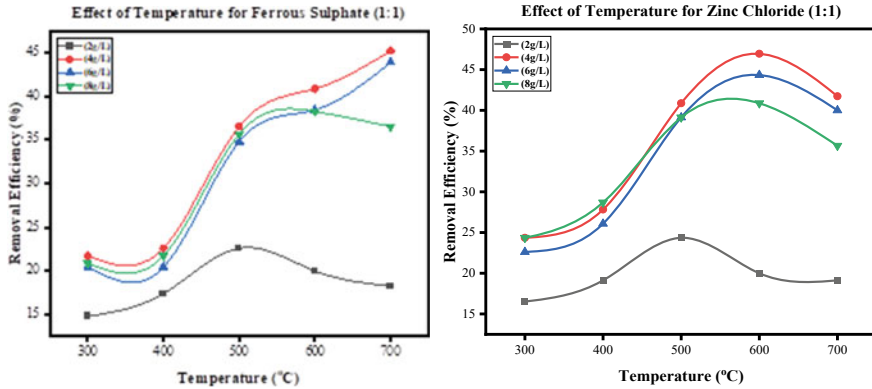 Effect of Temperature for Ferrous Sulphate (1:1)
(2g/L)
(4g/L)
(6g/L)
(8g/L)
45
40
35
30
25
20
15
Removal Efficiency (%)
300 400 500 600 700
Temperature (°C)
Effect of Temperature for Zinc Chloride (1:1)
(2g/L)
(4g/L)
(6g/L)
(8g/L)
50
45
40
35
30
25
20
15
10
Removal Efficiency (%)
300 400 500 600 700
Temperature (ºC)